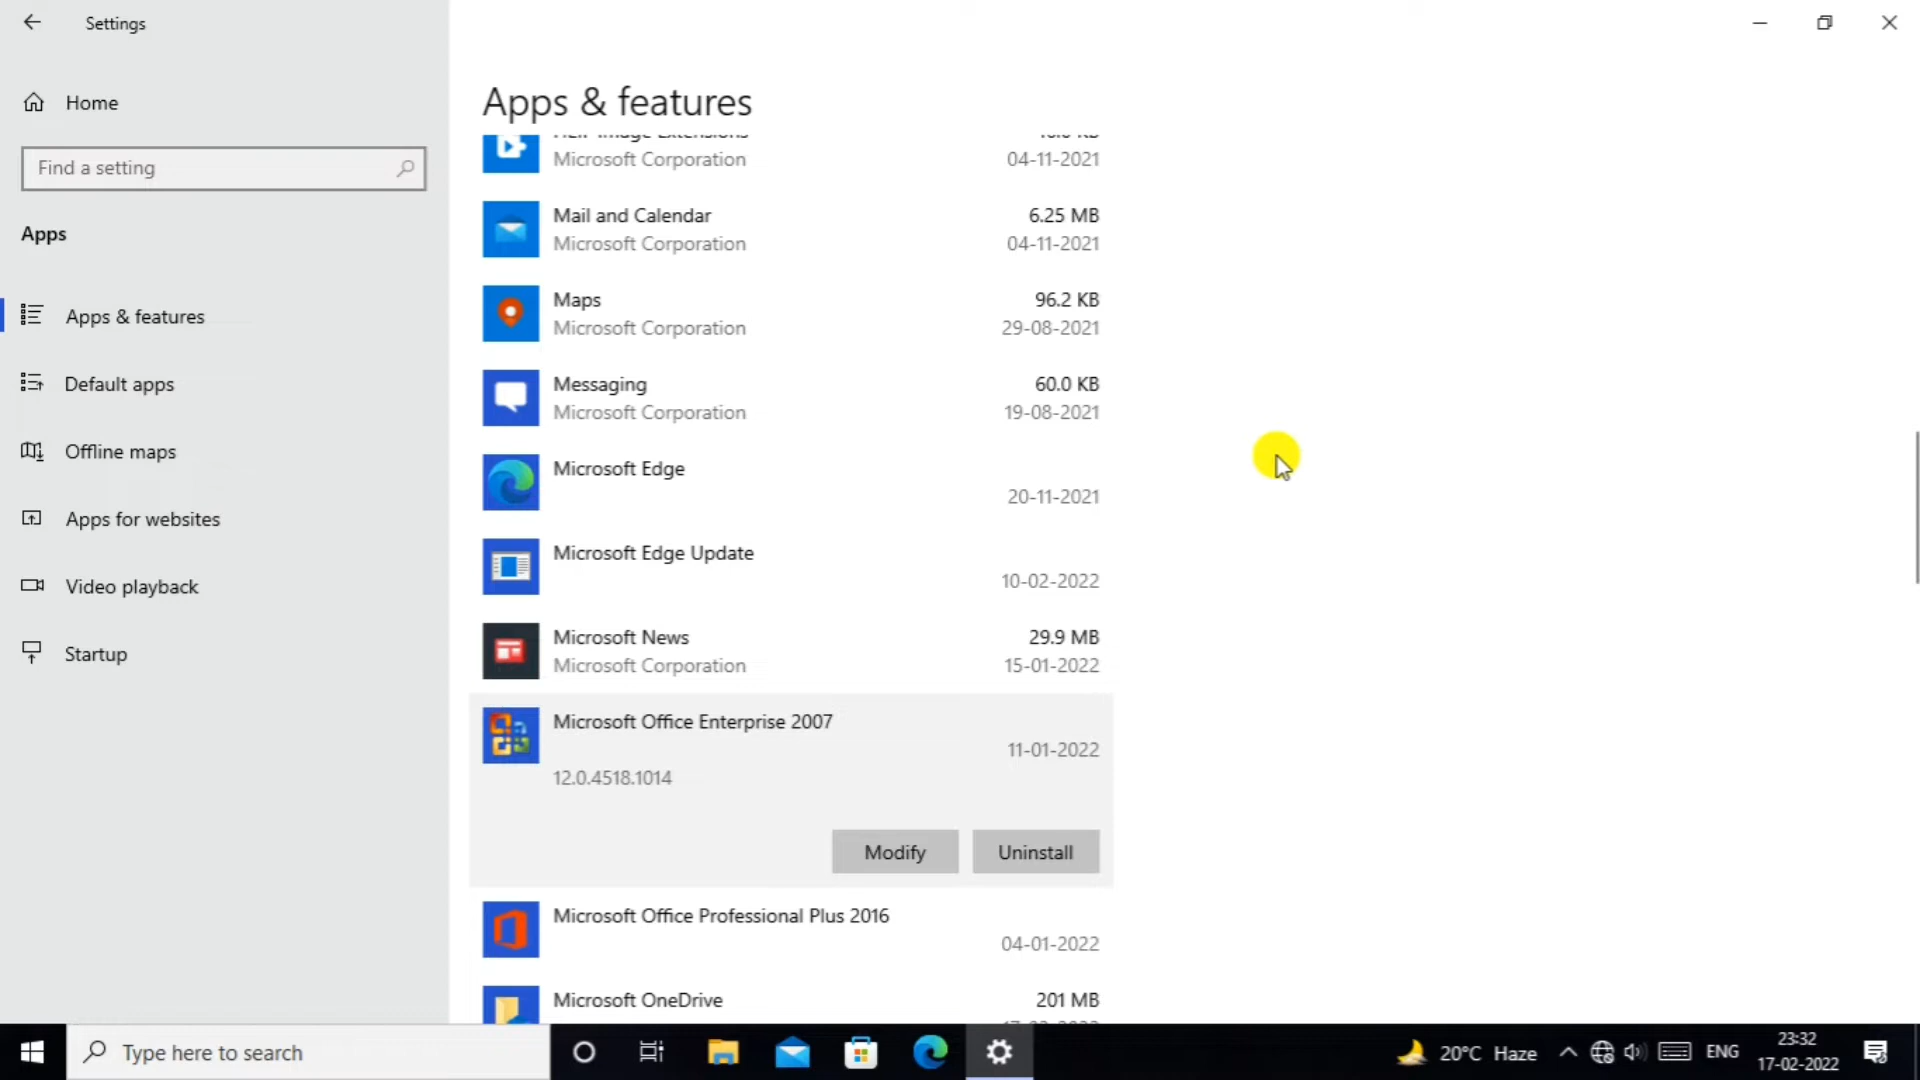 Settings
Home
Find a setting
Apps
Apps & features
Default apps
Offline maps
Apps for websites
Video playback
Startup
Apps & features
Microsoft Corporation
04-11-2021
Mail and Calendar
6.25 MB
Microsoft Corporation
04-11-2021
Maps
96.2 KB
Microsoft Corporation
29-08-2021
Messaging
60.0 KB
Microsoft Corporation
19-08-2021
Microsoft Edge
20-11-2021
Microsoft Edge Update
10-02-2022
Microsoft News
29.9 MB
Microsoft Corporation
15-01-2022
Microsoft Office Enterprise 2007
11-01-2022
12.0.4518.1014
Modify
Uninstall
Microsoft Office Professional Plus 2016
04-01-2022
Microsoft OneDrive
201 MB
Type here to search
20°C Haze
ENG
23:32
17-02-2022